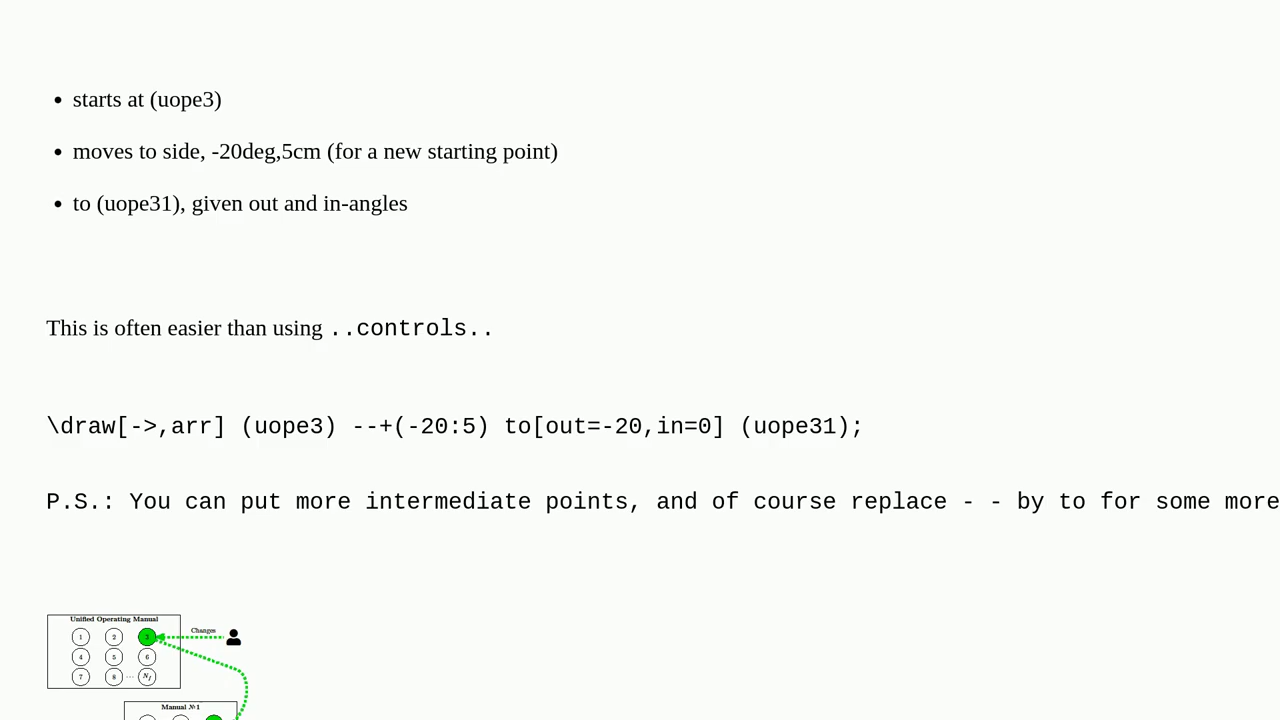 • starts at (uope3)
• moves to side, -20deg,5cm (for a new starting point)
• to (uope31), given out and in-angles
This is often easier than using ..controls..
\draw[->,arr] (uope3) --+(-20:5) to[out=-20,in=0] (uope31);
P.S.: You can put more intermediate points, and of course replace - - by to for some more
Unified Operating Manual
Changes
1 2 3
4 5 6
7 8 ... Nf
Manual №1